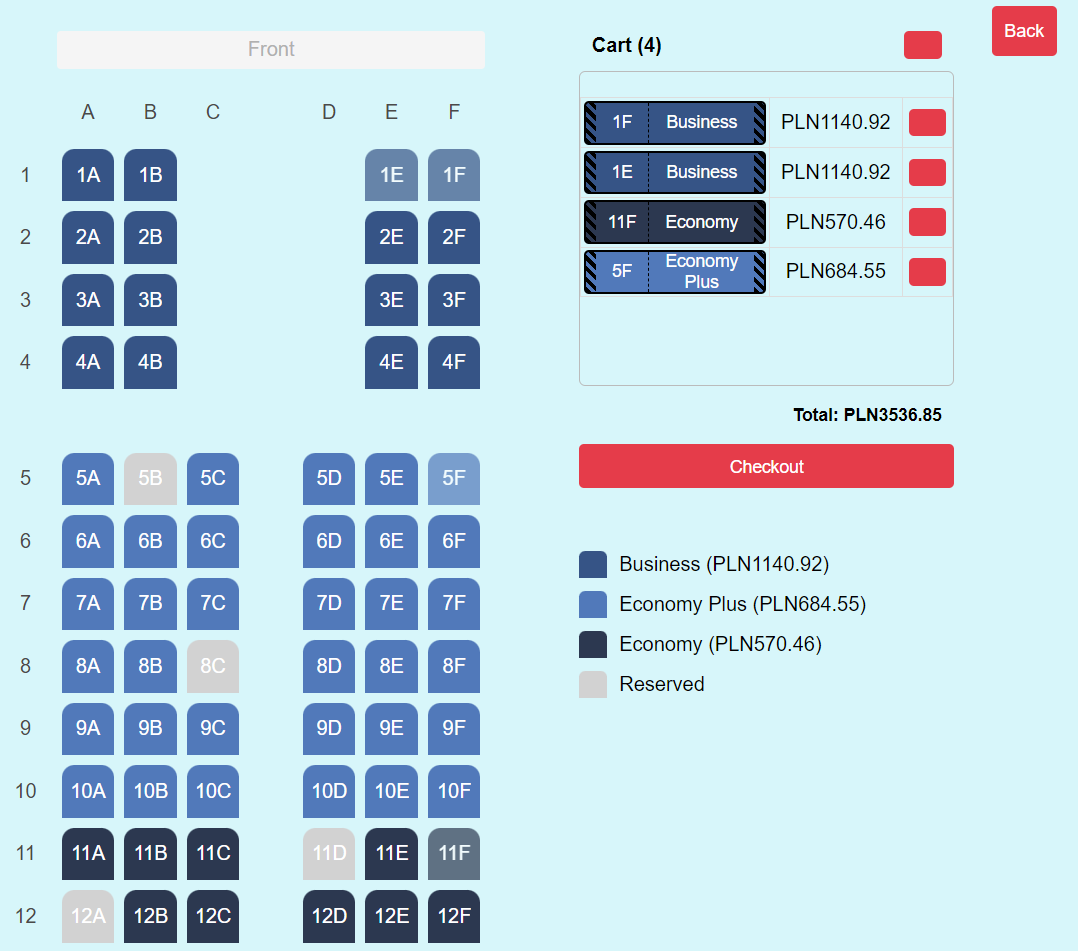 Front
A B C D E F
1 1A 1B 1E 1F
2 2A 2B 2E 2F
3 3A 3B 3E 3F
4 4A 4B 4E 4F
5 5A 5B 5C 5D 5E 5F
6 6A 6B 6C 6D 6E 6F
7 7A 7B 7C 7D 7E 7F
8 8A 8B 8C 8D 8E 8F
9 9A 9B 9C 9D 9E 9F
10 10A 10B 10C 10D 10E 10F
11 11A 11B 11C 11D 11E 11F
12 12A 12B 12C 12D 12E 12F
Cart (4)
Back
1F Business PLN1140.92
1E Business PLN1140.92
11F Economy PLN570.46
5F Economy Plus PLN684.55
Total: PLN3536.85
Checkout
Business (PLN1140.92)
Economy Plus (PLN684.55)
Economy (PLN570.46)
Reserved